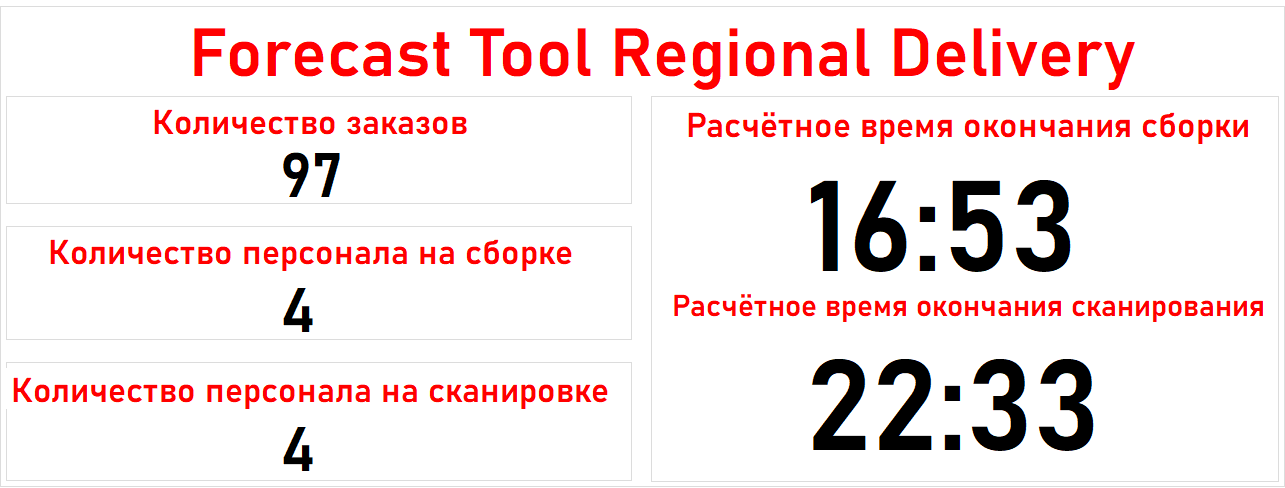 Forecast Tool Regional Delivery
Количество заказов
97
Количество персонала на сборке
4
Количество персонала на сканировке
4
Расчётное время окончания сборки
16:53
Расчётное время окончания сканирования
22:33